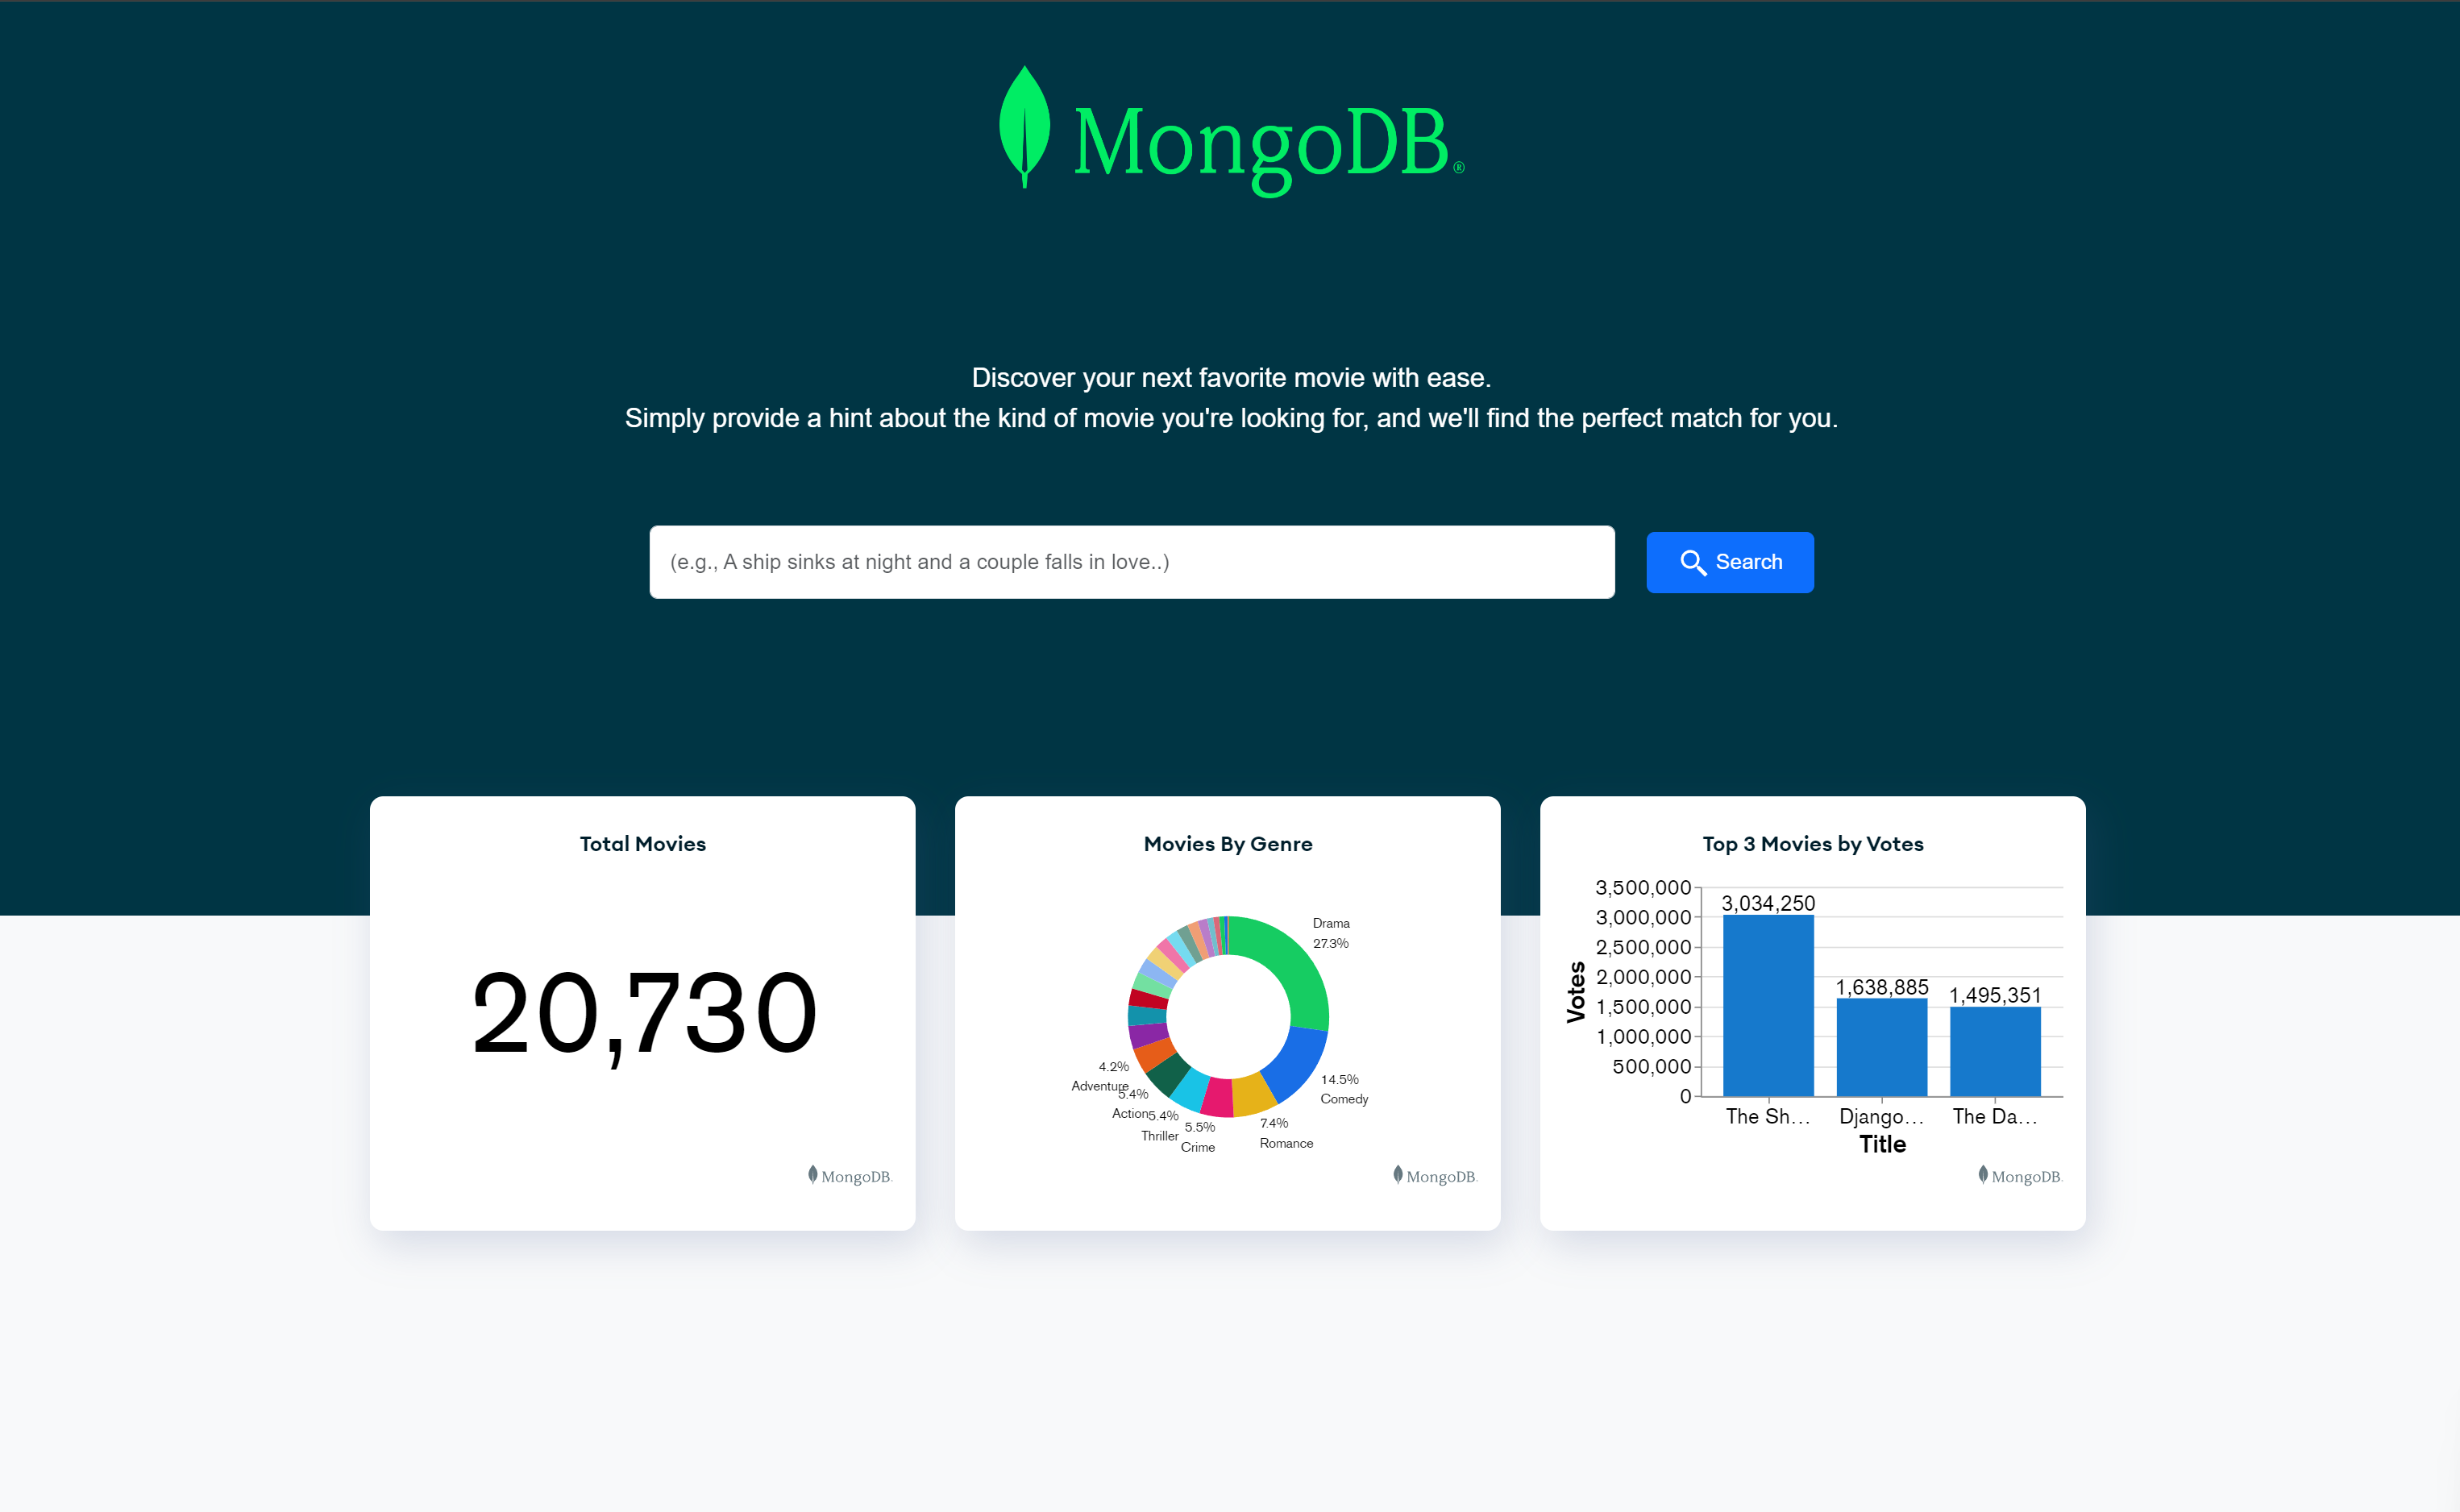 MongoDB®
Discover your next favorite movie with ease.
Simply provide a hint about the kind of movie you're looking for, and we'll find the perfect match for you.
(e.g., A ship sinks at night and a couple falls in love..)
Search
Total Movies
20,730
MongoDB.
Movies By Genre
Drama
27.3%
14.5%
Comedy
7.4%
Romance
5.5%
Crime
5.4%
Thriller
5.4%
Action
4.2%
Adventure
MongoDB.
Top 3 Movies by Votes
Votes
3,500,000
3,000,000
2,500,000
2,000,000
1,500,000
1,000,000
500,000
0
3,034,250
1,638,885
1,495,351
The Sh...
Django...
The Da...
Title
MongoDB.